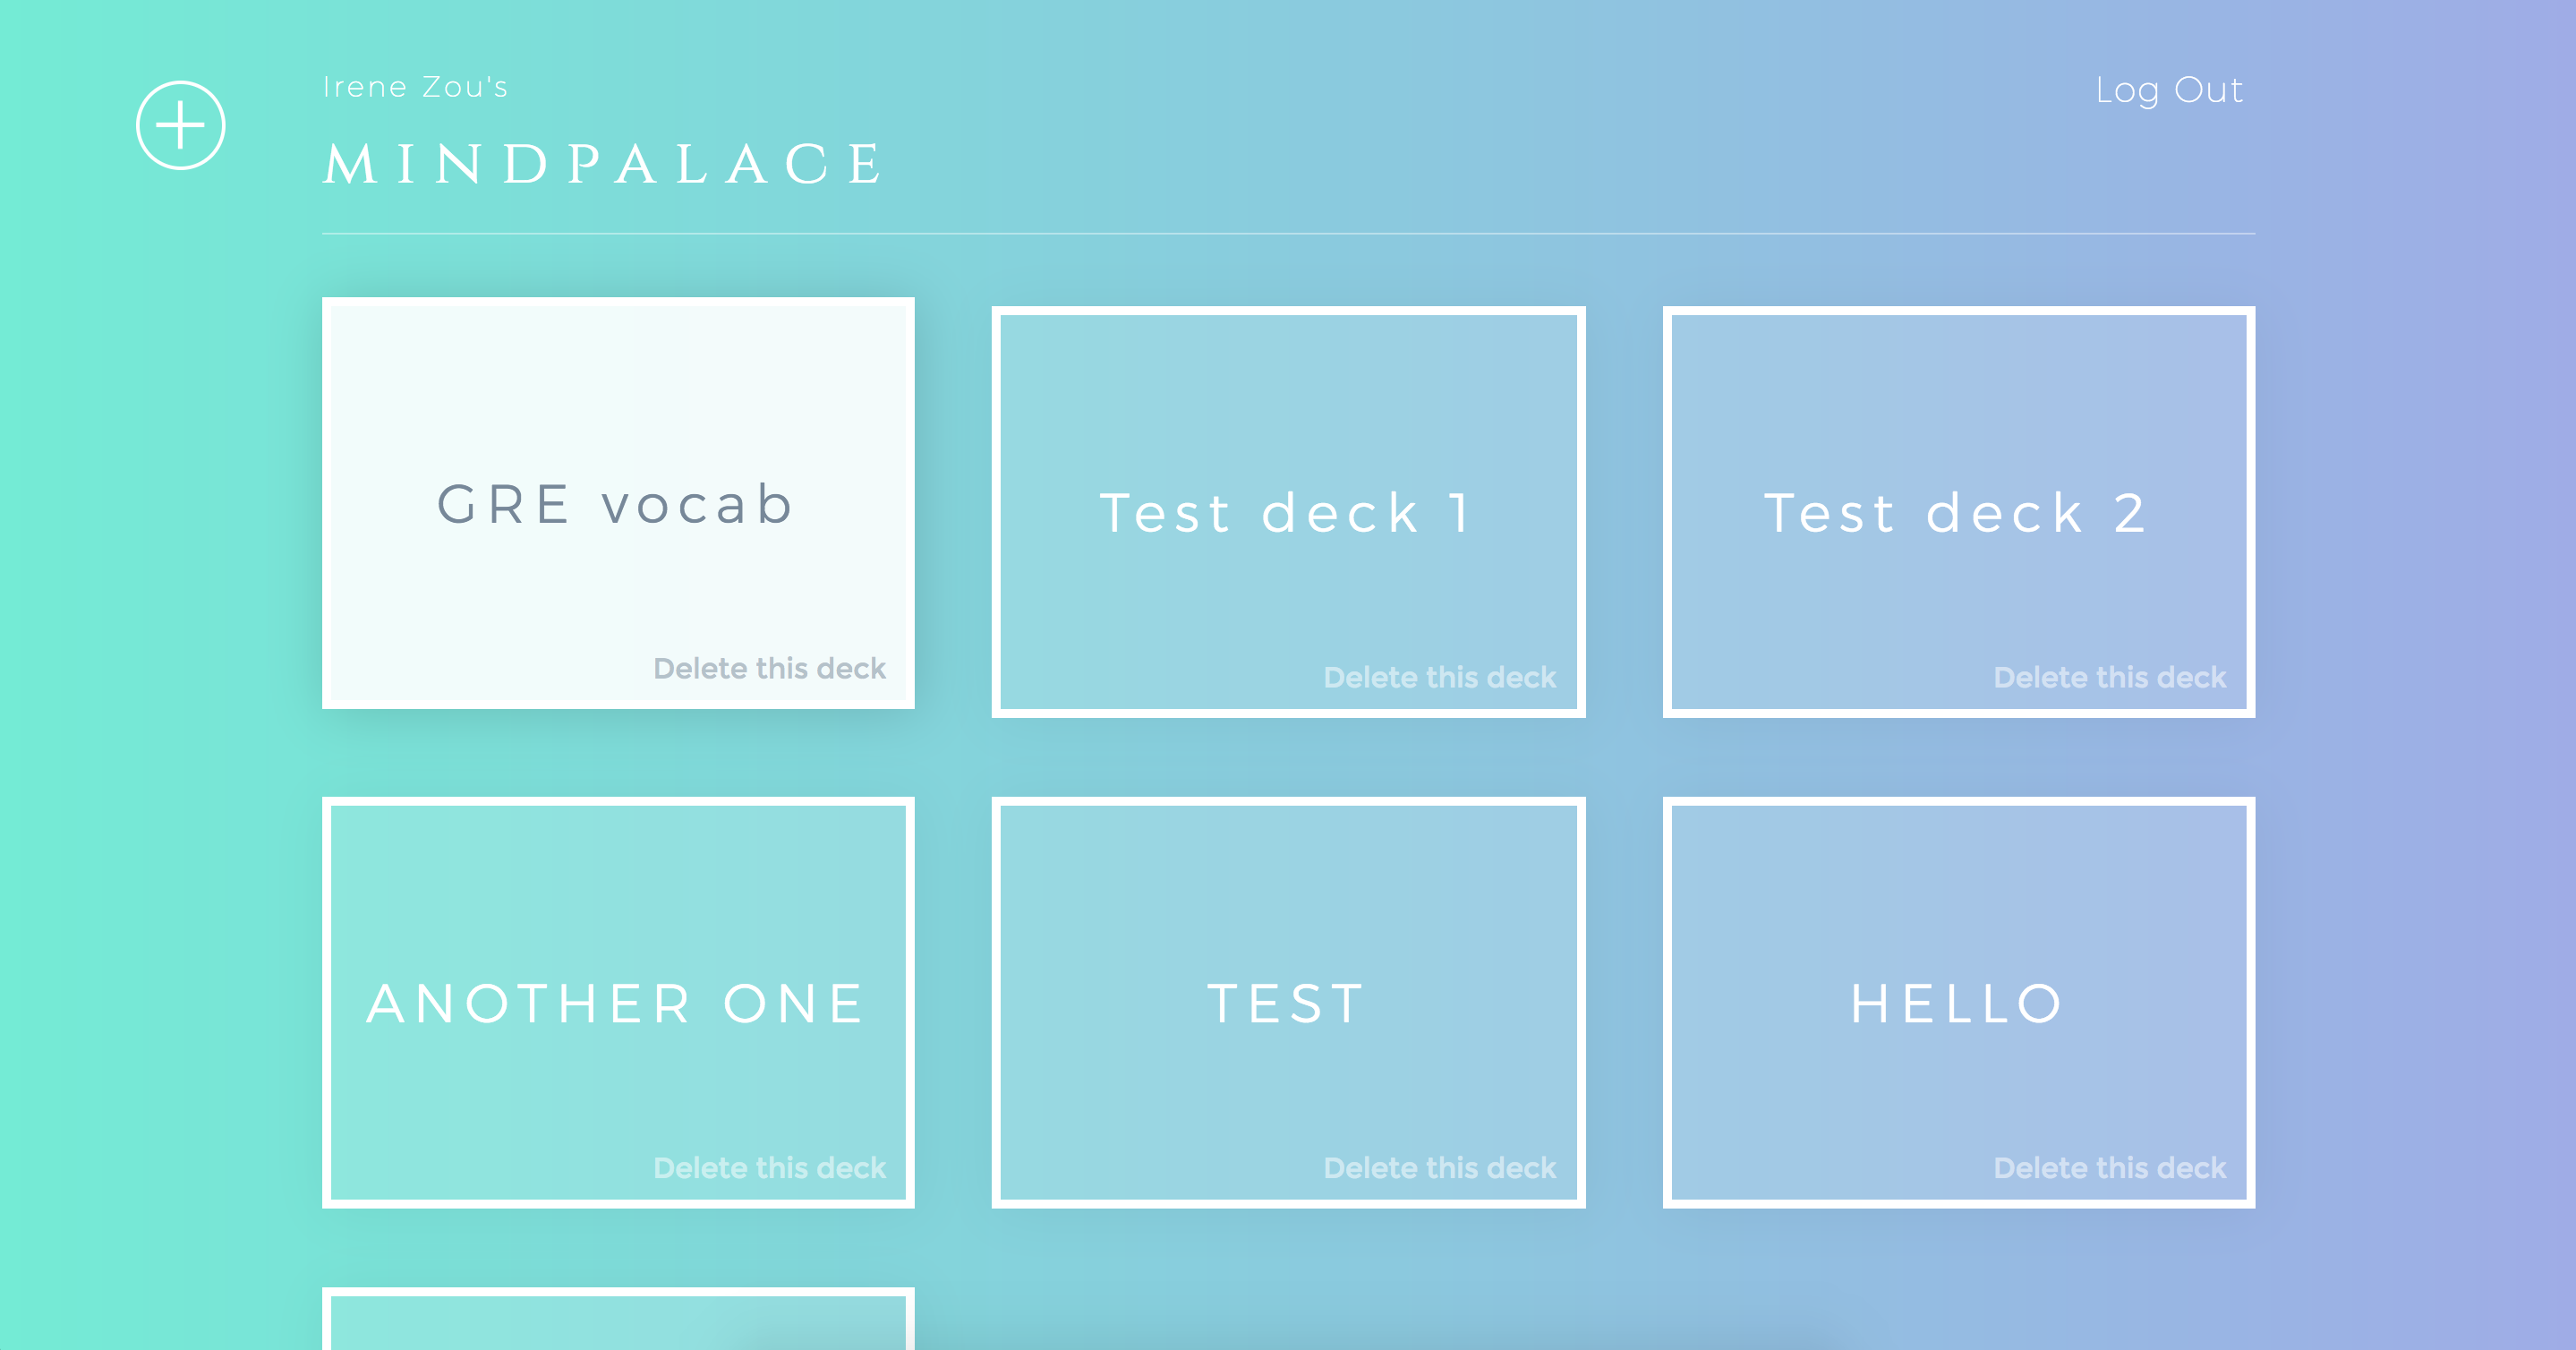 Irene Zou's
Log Out
MINDPALACE
GRE vocab
Delete this deck
Test deck 1
Delete this deck
Test deck 2
Delete this deck
ANOTHER ONE
Delete this deck
TEST
Delete this deck
HELLO
Delete this deck